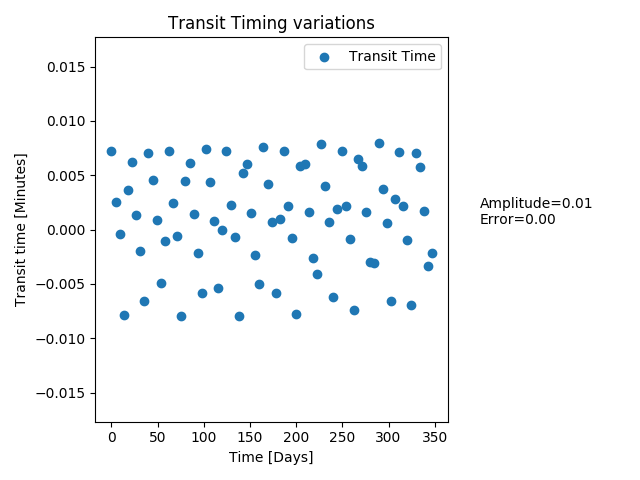 Transit Timing variations
Transit Time
0.015
0.010
0.005
0.000
−0.005
−0.010
−0.015
Transit time [Minutes]
Amplitude=0.01
Error=0.00
0 50 100 150 200 250 300 350
Time [Days]